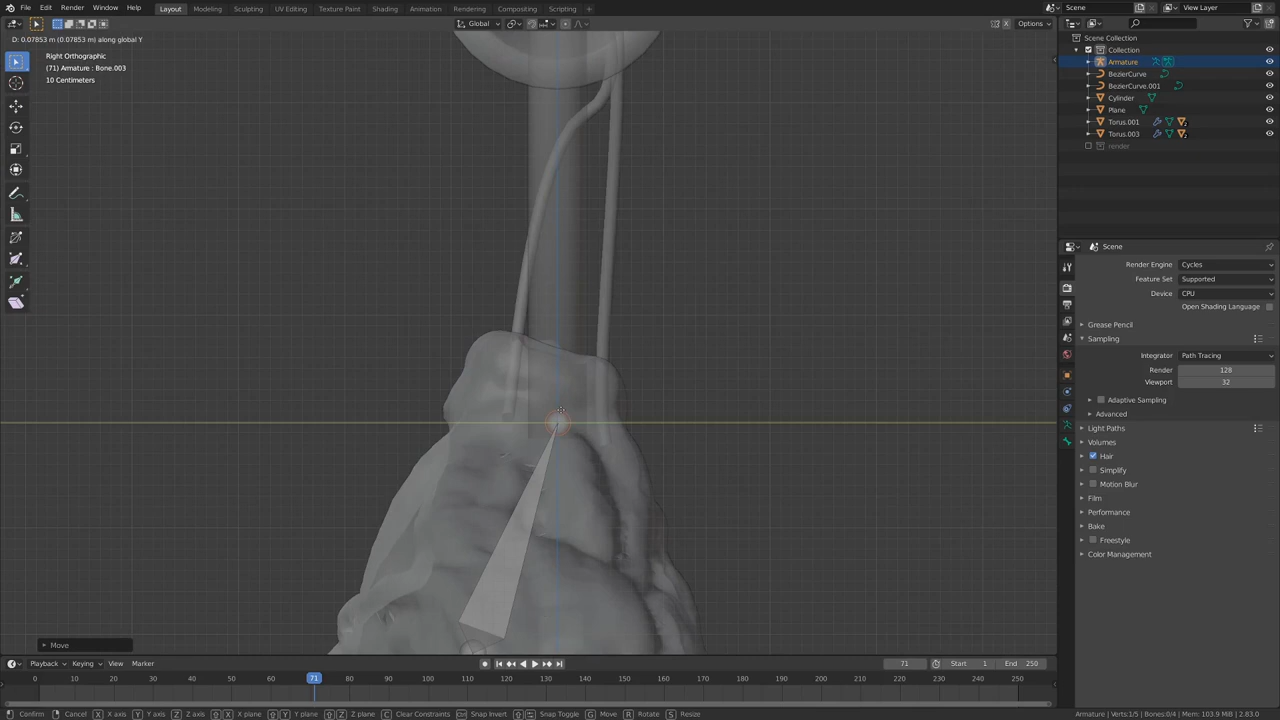 File Edit Render Window Help Layout Modeling Sculpting UV Editing Texture Paint Shading Animation Rendering Compositing Scripting + Scene View Layer
Global X Options
D: 0.07853 m (0.07853 m) along global Y
Right Orthographic
(71) Armature : Bone.003
10 Centimeters
Scene Collection
Collection
Armature
BezierCurve
BezierCurve.001
Cylinder
Plane
Torus.001
Torus.003
render
Scene
Render Engine Cycles
Feature Set Supported
Device CPU
Open Shading Language
Grease Pencil
Sampling
Integrator Path Tracing
Render 128
Viewport 32
Adaptive Sampling
Advanced
Light Paths
Volumes
Hair
Simplify
Motion Blur
Film
Performance
Bake
Freestyle
Color Management
Move
Playback Keying View Marker 71 Start 1 End 250
0 10 20 30 40 50 60 71 80 90 100 110 120 130 140 150 160 170 180 190 200 210 220 230 240 250
Confirm Cancel X X axis Y Y axis Z Z axis X X plane Y Y plane Z Z plane C Clear Constraints Snap Invert Snap Toggle G Move R Rotate S Resize Armature | Verts:1/5 | Bones:0/4 | Mem: 103.9 MiB | 2.83.0